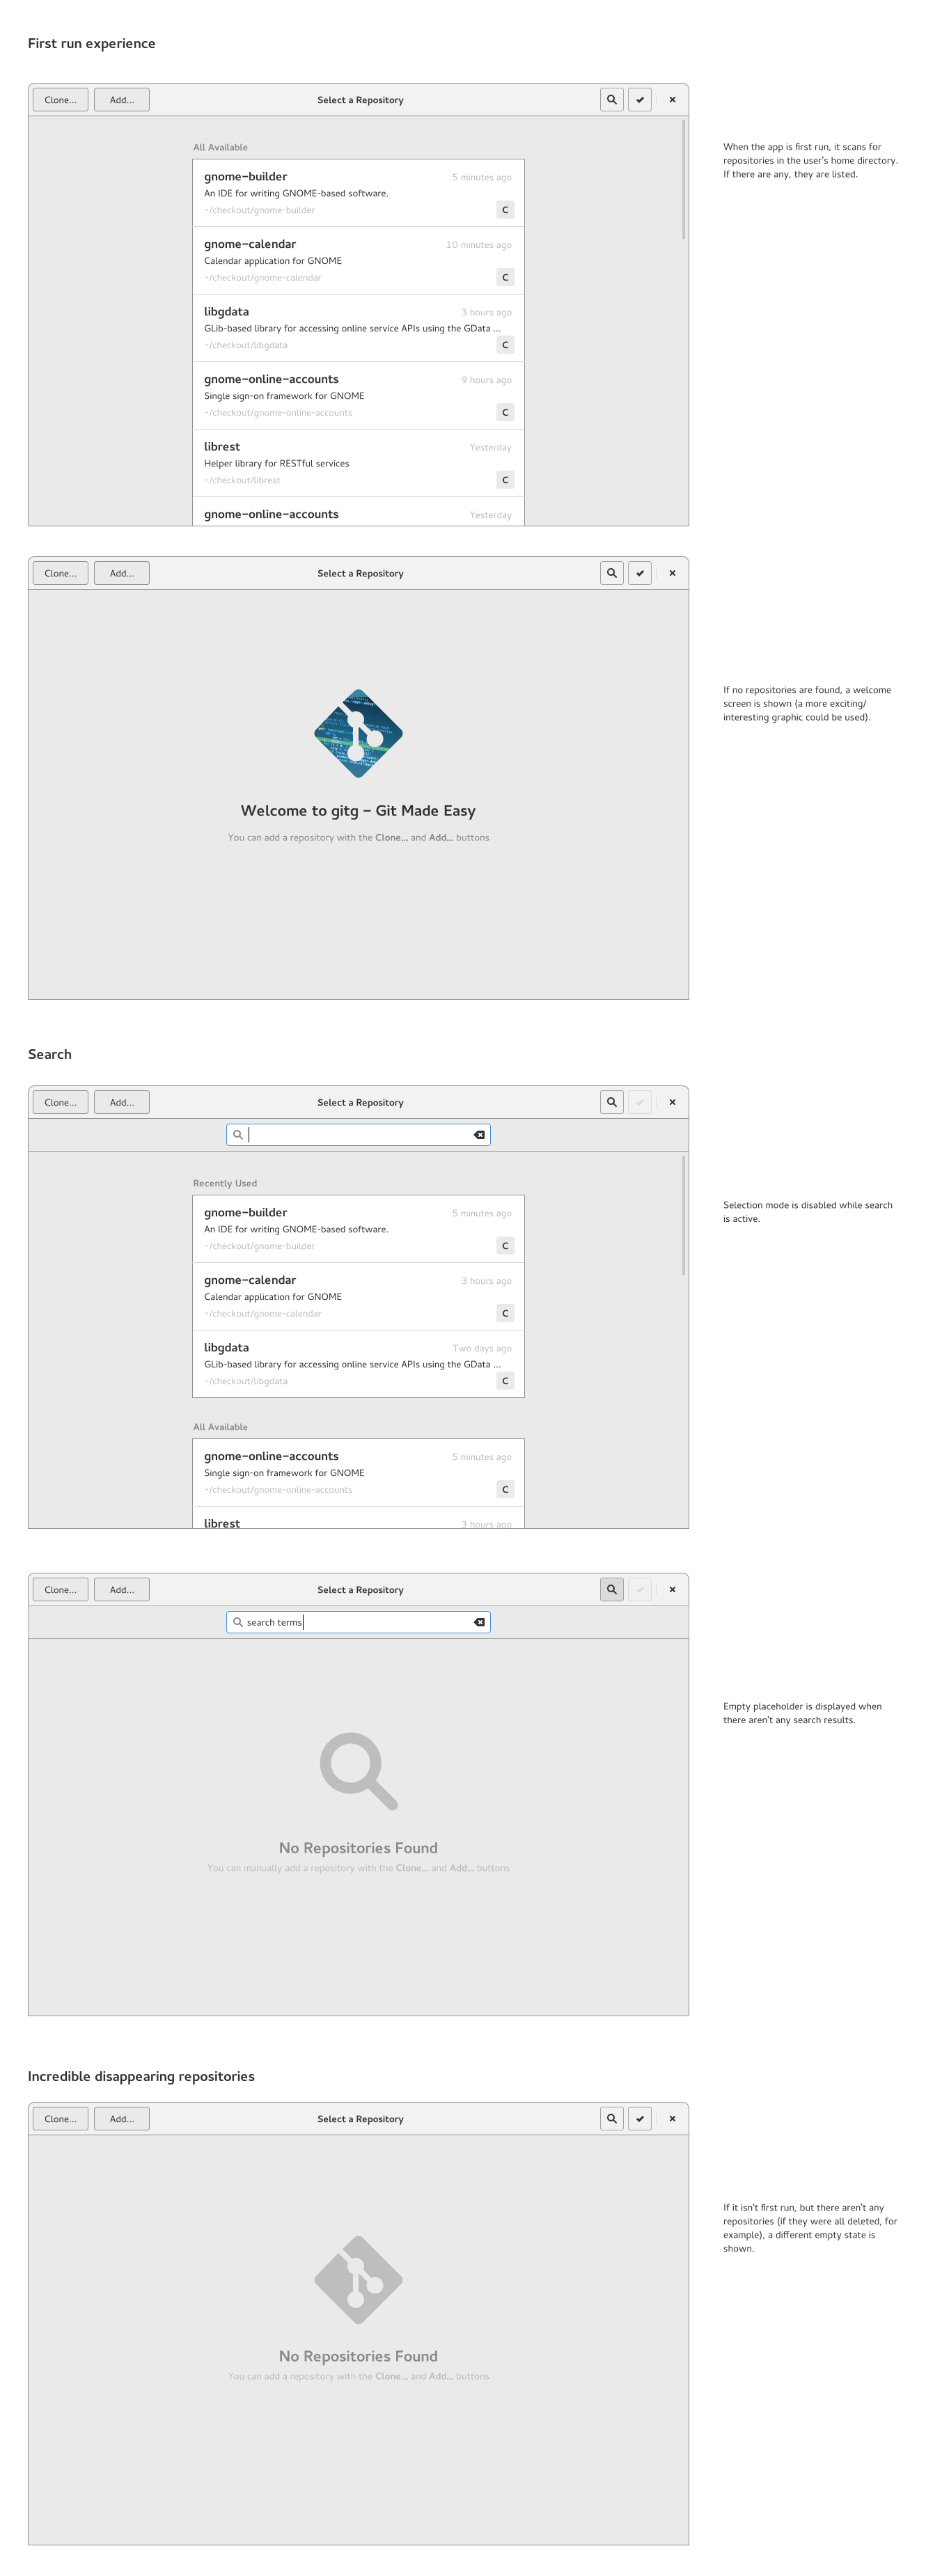 First run experience
Clone... Add... Select a Repository
All Available
gnome-builder 5 minutes ago
An IDE for writing GNOME-based software.
~/checkout/gnome-builder C
gnome-calendar 10 minutes ago
Calendar application for GNOME
~/checkout/gnome-calendar C
libgdata 3 hours ago
GLib-based library for accessing online service APIs using the GData ...
~/checkout/libgdata C
gnome-online-accounts 9 hours ago
Single sign-on framework for GNOME
~/checkout/gnome-online-accounts C
librest Yesterday
Helper library for RESTful services
~/checkout/librest C
gnome-online-accounts Yesterday
When the app is first run, it scans for
repositories in the user's home directory.
If there are any, they are listed.
Clone... Add... Select a Repository
Welcome to gitg - Git Made Easy
You can add a repository with the Clone... and Add... buttons
If no repositories are found, a welcome
screen is shown (a more exciting/
interesting graphic could be used).
Search
Clone... Add... Select a Repository
Recently Used
gnome-builder 5 minutes ago
An IDE for writing GNOME-based software.
~/checkout/gnome-builder C
gnome-calendar 3 hours ago
Calendar application for GNOME
~/checkout/gnome-calendar C
libgdata Two days ago
GLib-based library for accessing online service APIs using the GData ...
~/checkout/libgdata C
All Available
gnome-online-accounts 5 minutes ago
Single sign-on framework for GNOME
~/checkout/gnome-online-accounts C
librest 3 hours ago
Selection mode is disabled while search
is active.
Clone... Add... Select a Repository
search terms
No Repositories Found
You can manually add a repository with the Clone... and Add... buttons
Empty placeholder is displayed when
there aren't any search results.
Incredible disappearing repositories
Clone... Add... Select a Repository
No Repositories Found
You can add a repository with the Clone... and Add... buttons
If it isn't first run, but there aren't any
repositories (if they were all deleted, for
example), a different empty state is
shown.